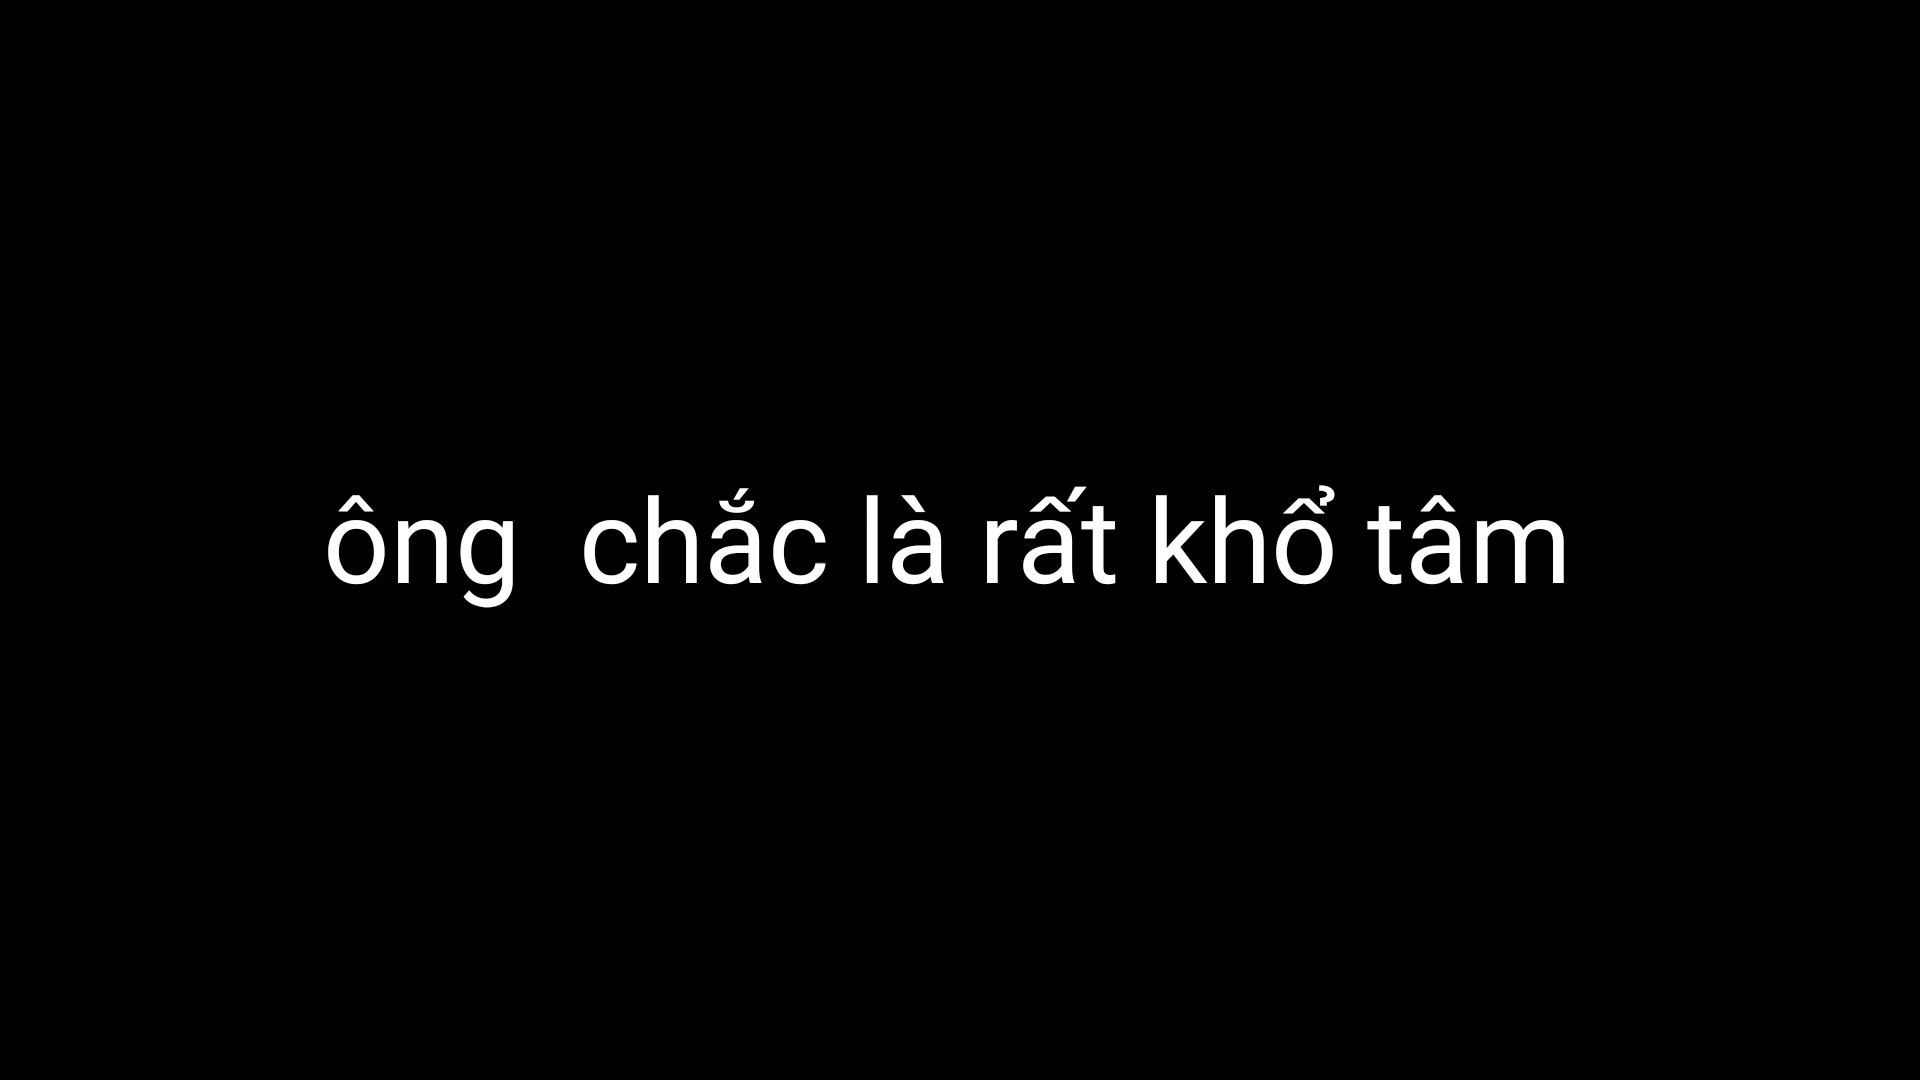 ông  chắc là rất khổ tâm